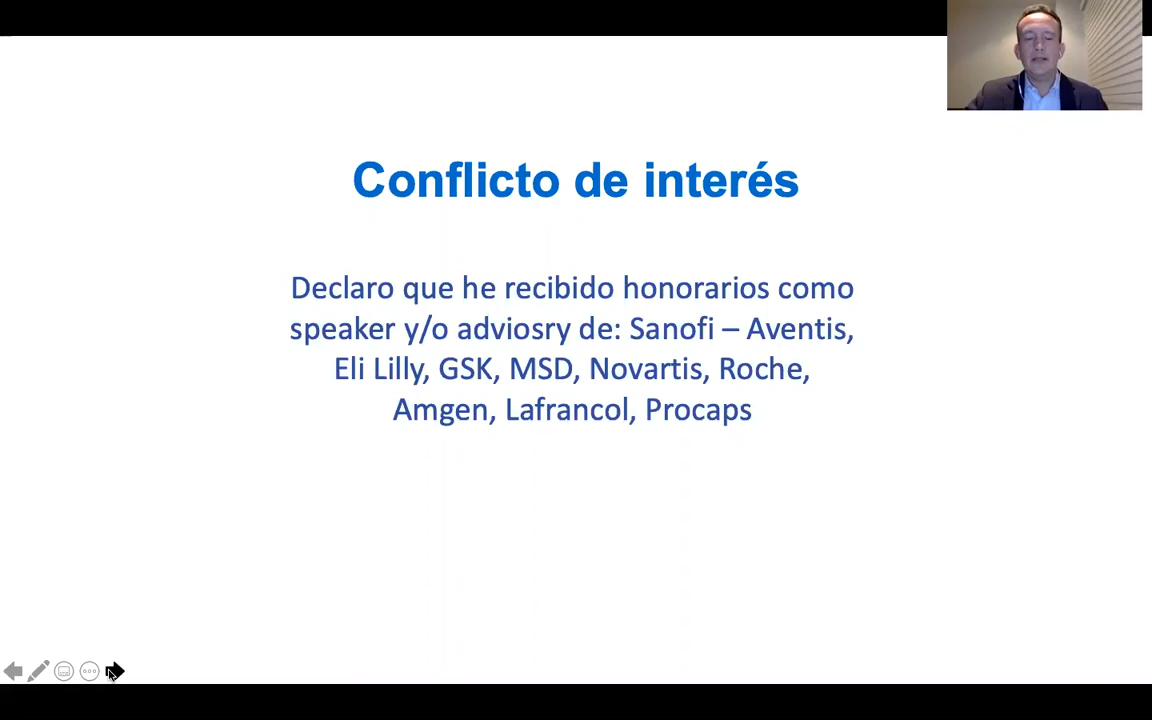 Conflicto de interés
Declaro que he recibido honorarios como
speaker y/o adviosry de: Sanofi – Aventis,
Eli Lilly, GSK, MSD, Novartis, Roche,
Amgen, Lafrancol, Procaps